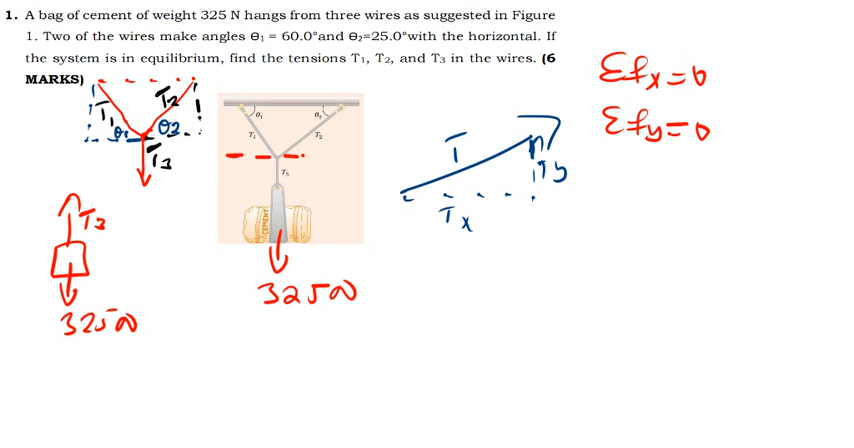 1. A bag of cement of weight 325 N hangs from three wires as suggested in Figure
1. Two of the wires make angles θ1 = 60.0°and θ2=25.0°with the horizontal. If
the system is in equilibrium, find the tensions T1, T2, and T3 in the wires. (6
MARKS)
T1
T2
θ1
θ2
T3
θ1
θ2
T1
T2
T3
CEMENT
325N
T3
325N
T
Ty
Tx
Σfx=0
Σfy=0